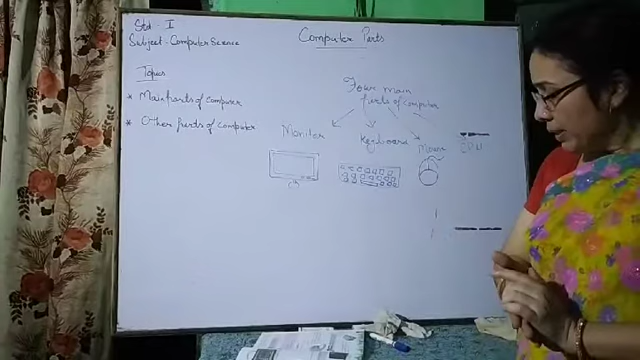 Std - I
Subject - Computer Science
Computer Parts
Topics
* Main parts of computer
* Other parts of computer
Four main
parts of computer
Monitor
Keyboard
Mouse
CPU